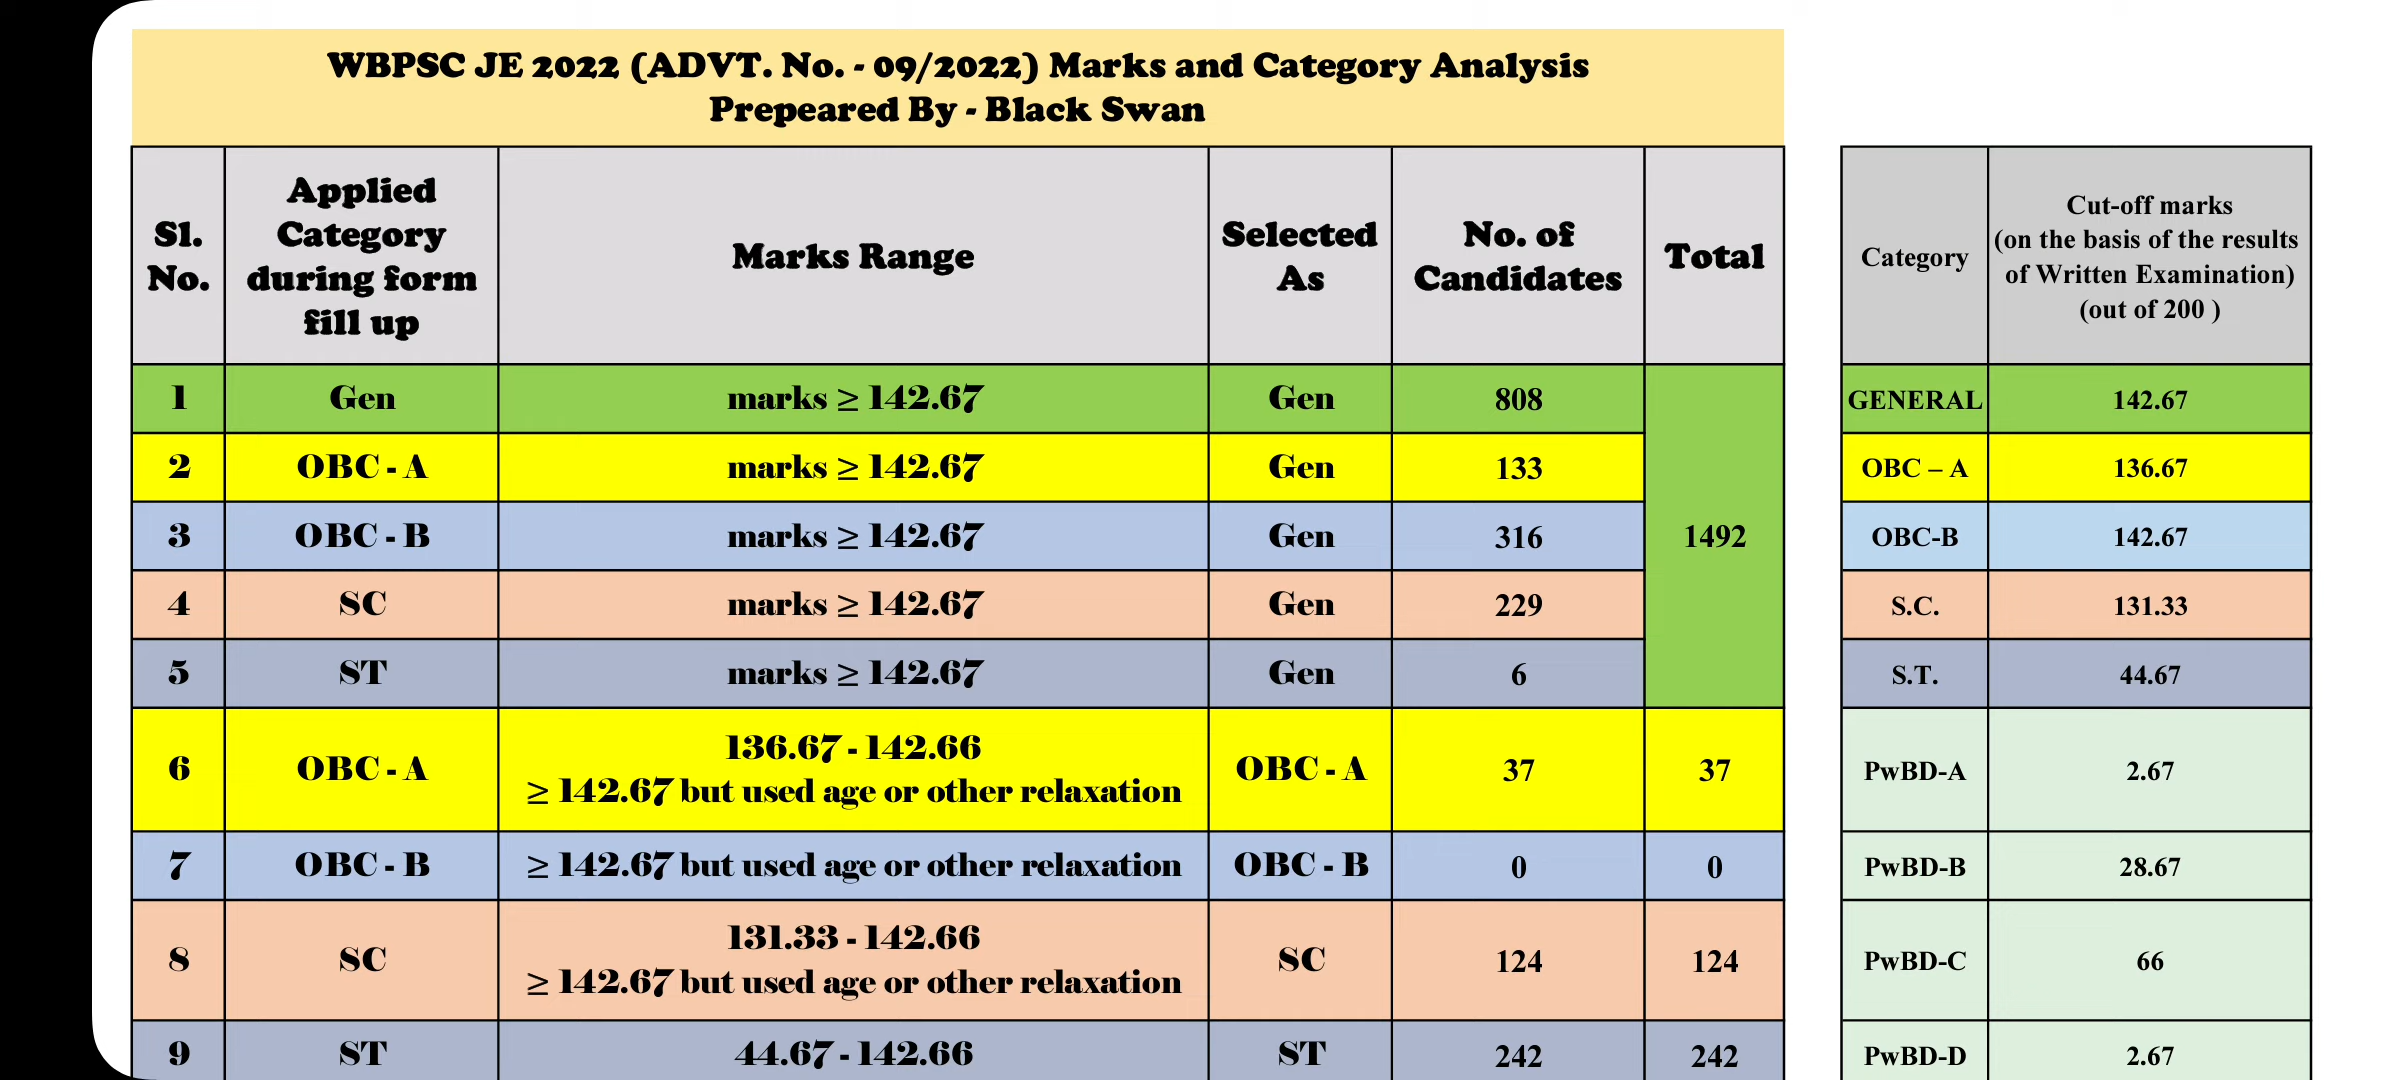 WBPSC JE 2022 (ADVT. No. - 09/2022) Marks and Category Analysis
Prepeared By - Black Swan
Sl. No. | Applied Category during form fill up | Marks Range | Selected As | No. of Candidates | Total
1 | Gen | marks ≥ 142.67 | Gen | 808 | 1492
2 | OBC - A | marks ≥ 142.67 | Gen | 133
3 | OBC - B | marks ≥ 142.67 | Gen | 316
4 | SC | marks ≥ 142.67 | Gen | 229
5 | ST | marks ≥ 142.67 | Gen | 6
6 | OBC - A | 136.67 - 142.66 ≥ 142.67 but used age or other relaxation | OBC - A | 37 | 37
7 | OBC - B | ≥ 142.67 but used age or other relaxation | OBC - B | 0 | 0
8 | SC | 131.33 - 142.66 ≥ 142.67 but used age or other relaxation | SC | 124 | 124
9 | ST | 44.67 - 142.66 | ST | 242 | 242
Category | Cut-off marks (on the basis of the results of Written Examination) (out of 200 )
GENERAL | 142.67
OBC – A | 136.67
OBC-B | 142.67
S.C. | 131.33
S.T. | 44.67
PwBD-A | 2.67
PwBD-B | 28.67
PwBD-C | 66
PwBD-D | 2.67